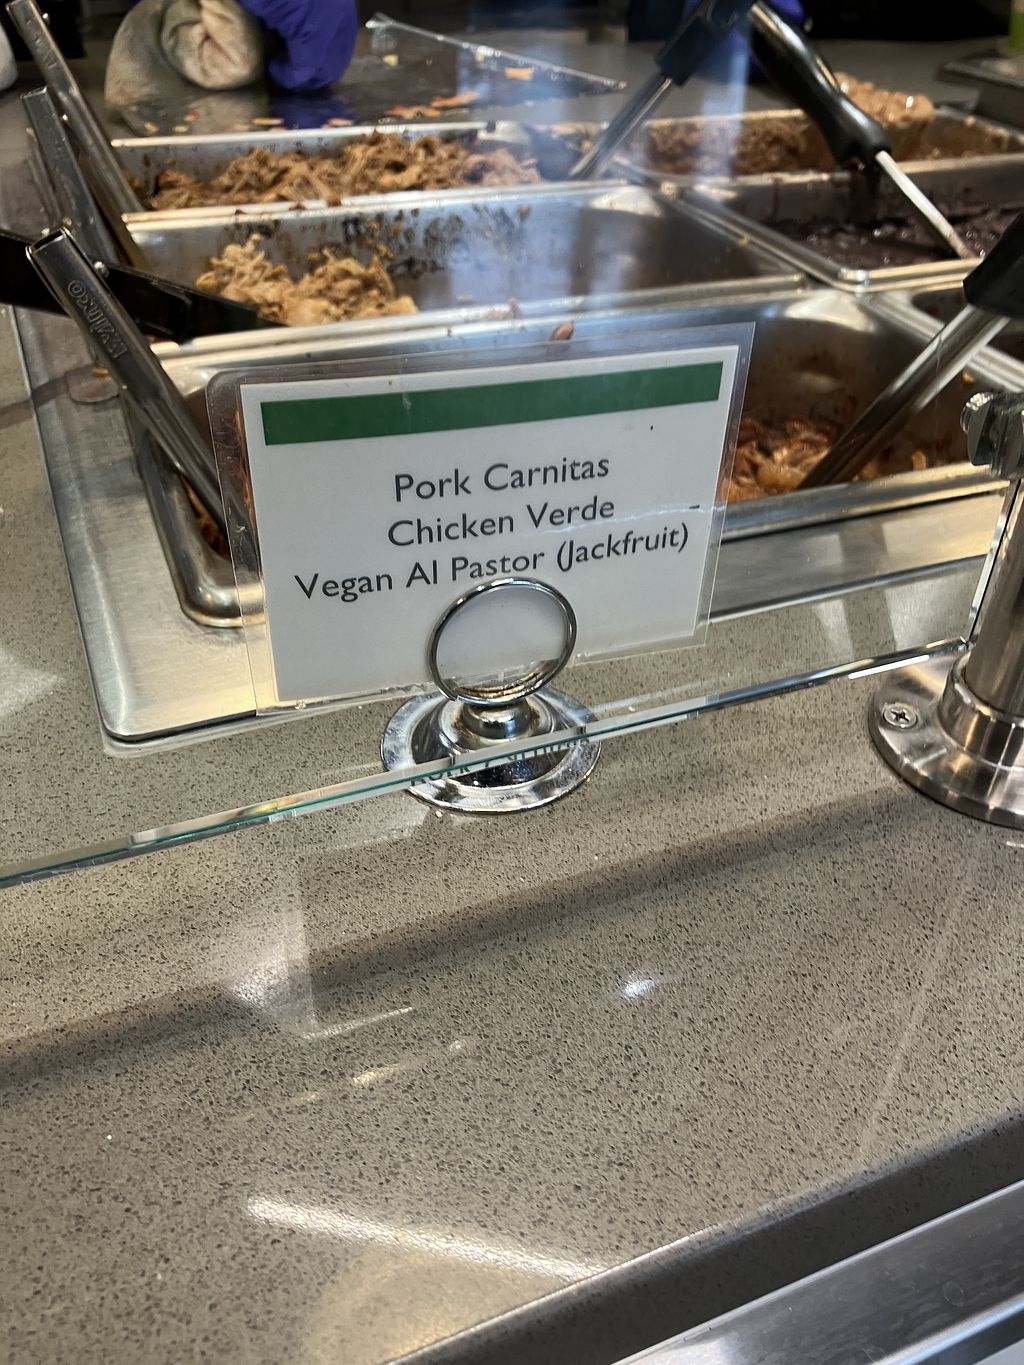 Pork Carnitas
Chicken Verde
Vegan Al Pastor (Jackfruit)